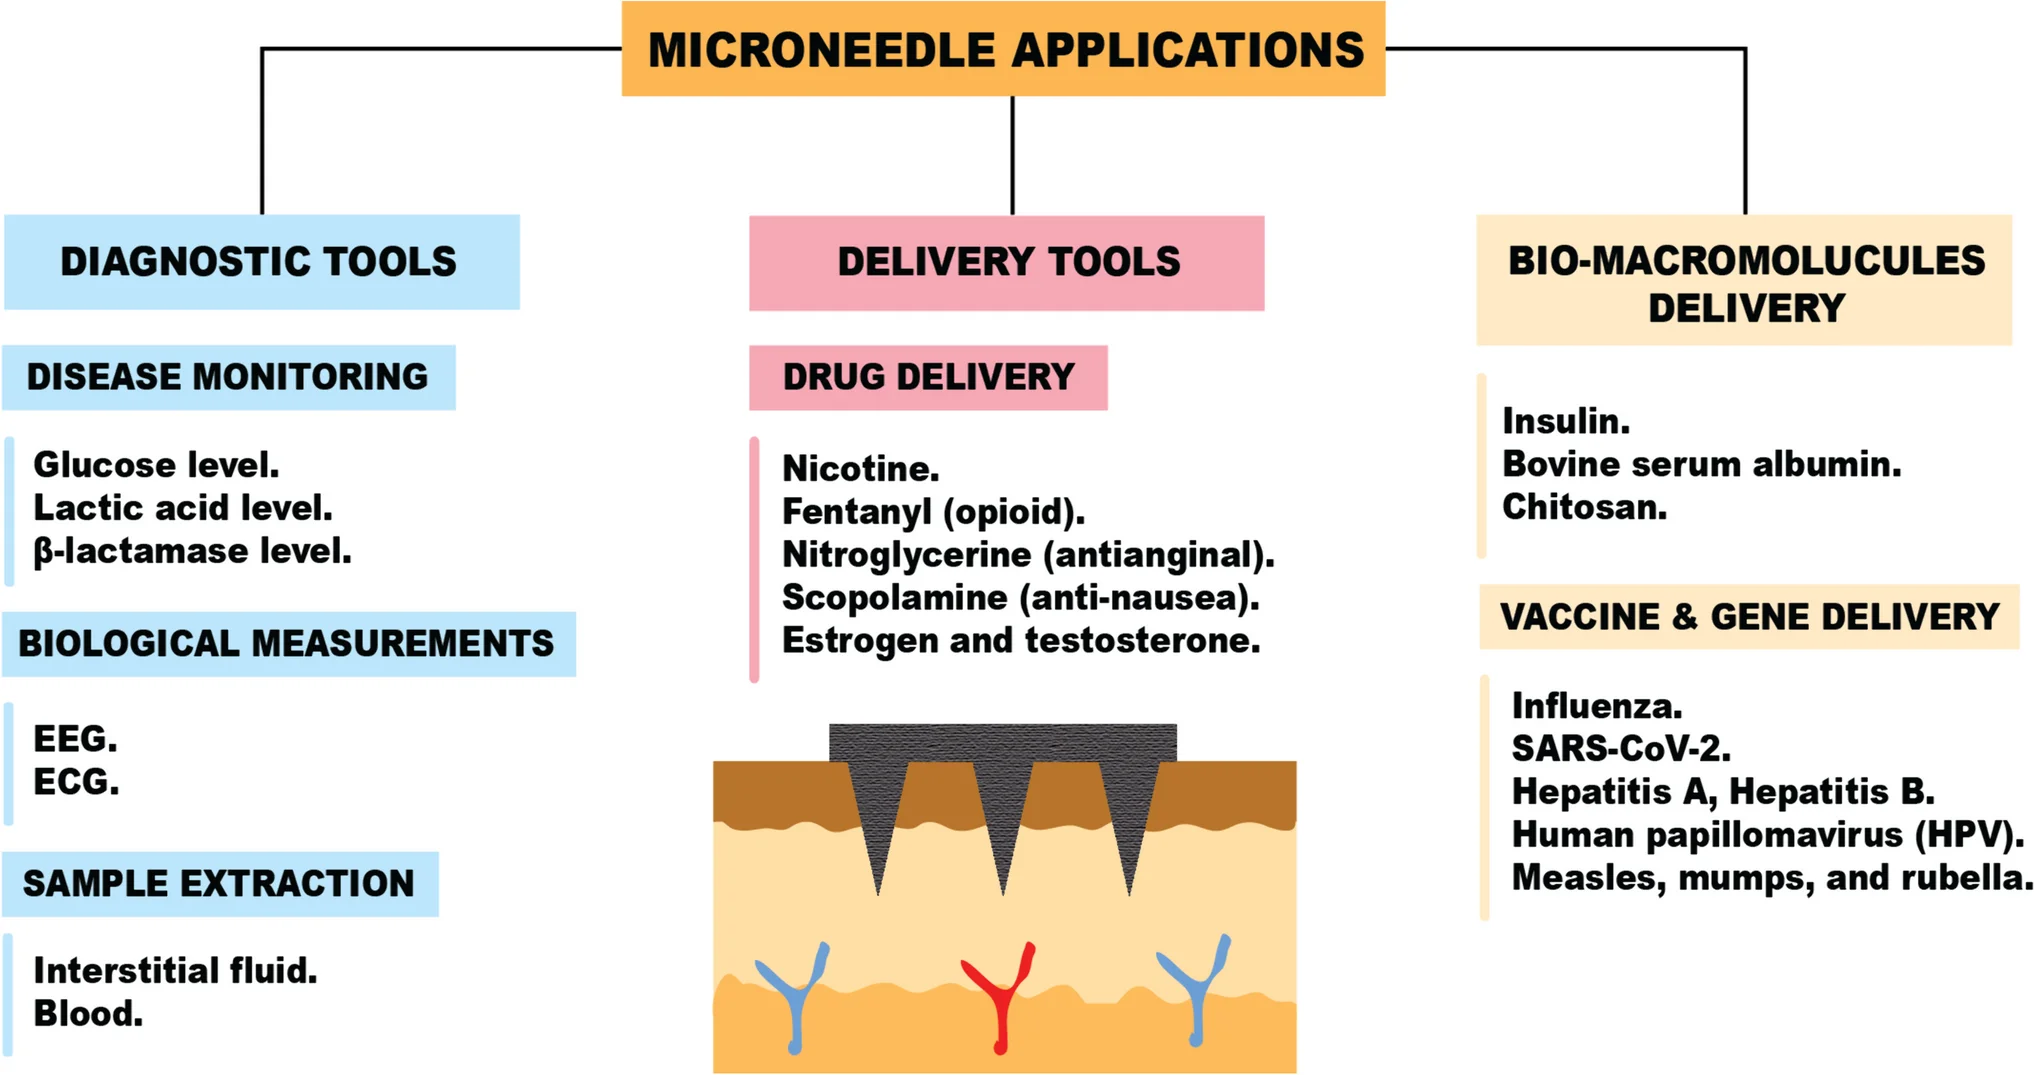 MICRONEEDLE APPLICATIONS
DIAGNOSTIC TOOLS
DISEASE MONITORING
Glucose level.
Lactic acid level.
β-lactamase level.
BIOLOGICAL MEASUREMENTS
EEG.
ECG.
SAMPLE EXTRACTION
Interstitial fluid.
Blood.
DELIVERY TOOLS
DRUG DELIVERY
Nicotine.
Fentanyl (opioid).
Nitroglycerine (antianginal).
Scopolamine (anti-nausea).
Estrogen and testosterone.
BIO-MACROMOLUCULES
DELIVERY
Insulin.
Bovine serum albumin.
Chitosan.
VACCINE & GENE DELIVERY
Influenza.
SARS-CoV-2.
Hepatitis A, Hepatitis B.
Human papillomavirus (HPV).
Measles, mumps, and rubella.